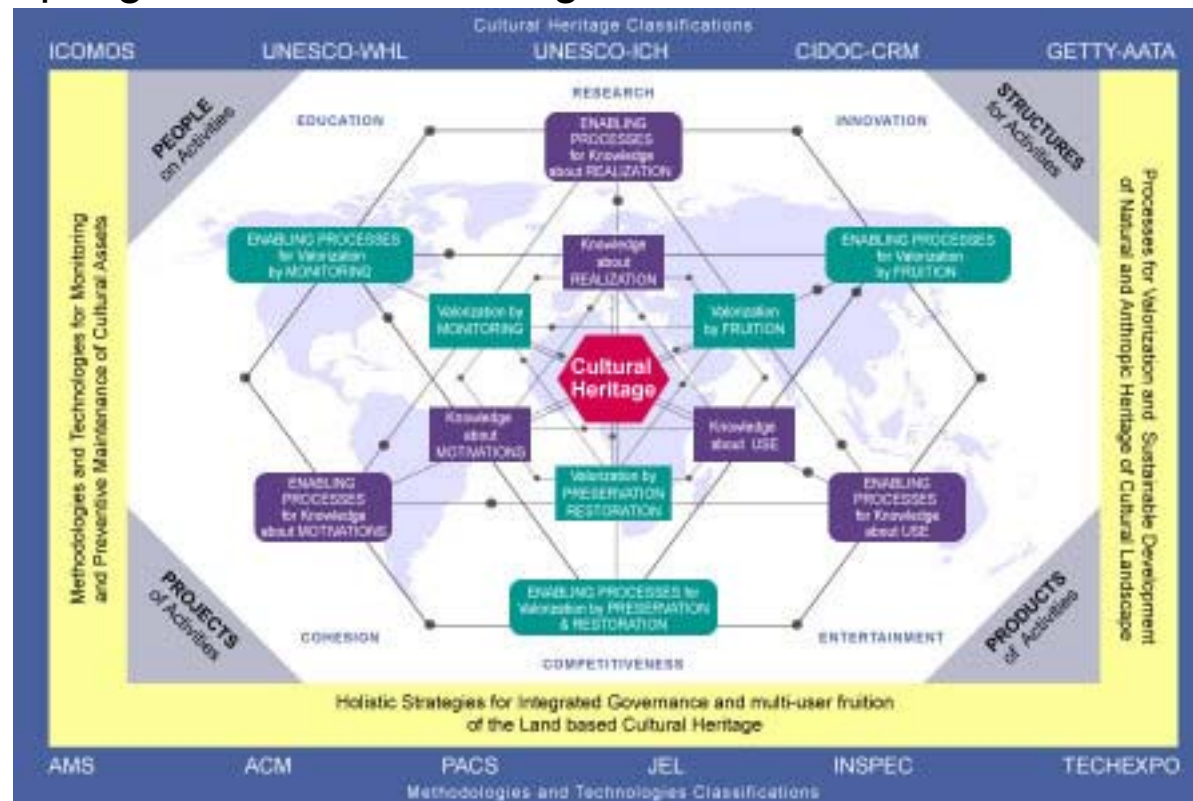 Cultural Heritage Classifications
ICOMOS UNESCO-WHL UNESCO-ICH CIDOC-CRM GETTY-AATA
PEOPLE
on Activities
EDUCATION
RESEARCH
INNOVATION
STRUCTURES
for Activities
ENABLING
PROCESSES
for Knowledge
about REALIZATION
ENABLING PROCESSES
for Valorization
by MONITORING
Knowledge
about
REALIZATION
ENABLING PROCESSES
for Valorization
by FRUITION
Valorization by
MONITORING
Valorization
by FRUITION
Cultural
Heritage
Knowledge
about
MOTIVATIONS
Knowledge
about USE
Valorization by
PRESERVATION
RESTORATION
ENABLING
PROCESSES
for Knowledge
about MOTIVATIONS
ENABLING
PROCESSES
for Knowledge
about USE
ENABLING PROCESSES for
Valorization by PRESERVATION
& RESTORATION
PROJECTS
of Activities
COHESION
COMPETITIVENESS
ENTERTAINMENT
PRODUCTS
of Activities
Methodologies and Technologies for Monitoring
and Preventive Maintenance of Cultural Assets
Processes for Valorization and Sustainable Development
of Natural and Anthropic Heritage of Cultural Landscape
Holistic Strategies for Integrated Governance and multi-user fruition
of the Land based Cultural Heritage
AMS ACM PACS JEL INSPEC TECHEXPO
Methodologies and Technologies Classifications